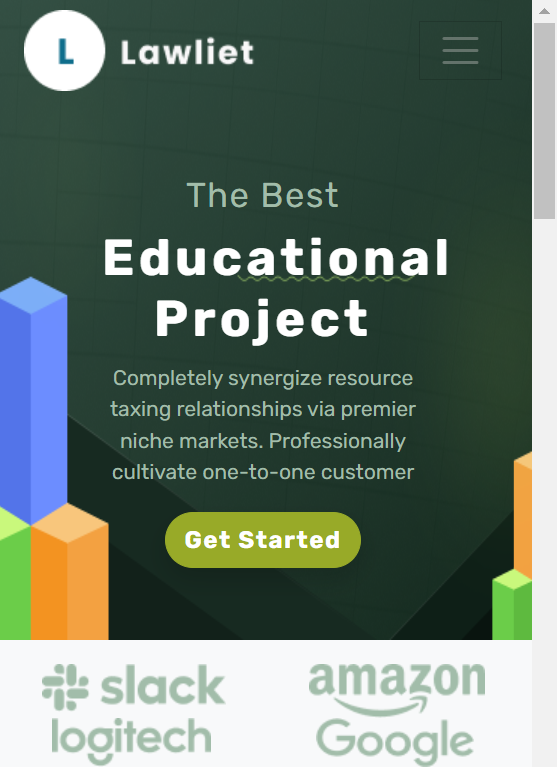 L Lawliet
The Best
Educational
Project
Completely synergize resource
taxing relationships via premier
niche markets. Professionally
cultivate one-to-one customer
Get Started
slack amazon
logitech Google